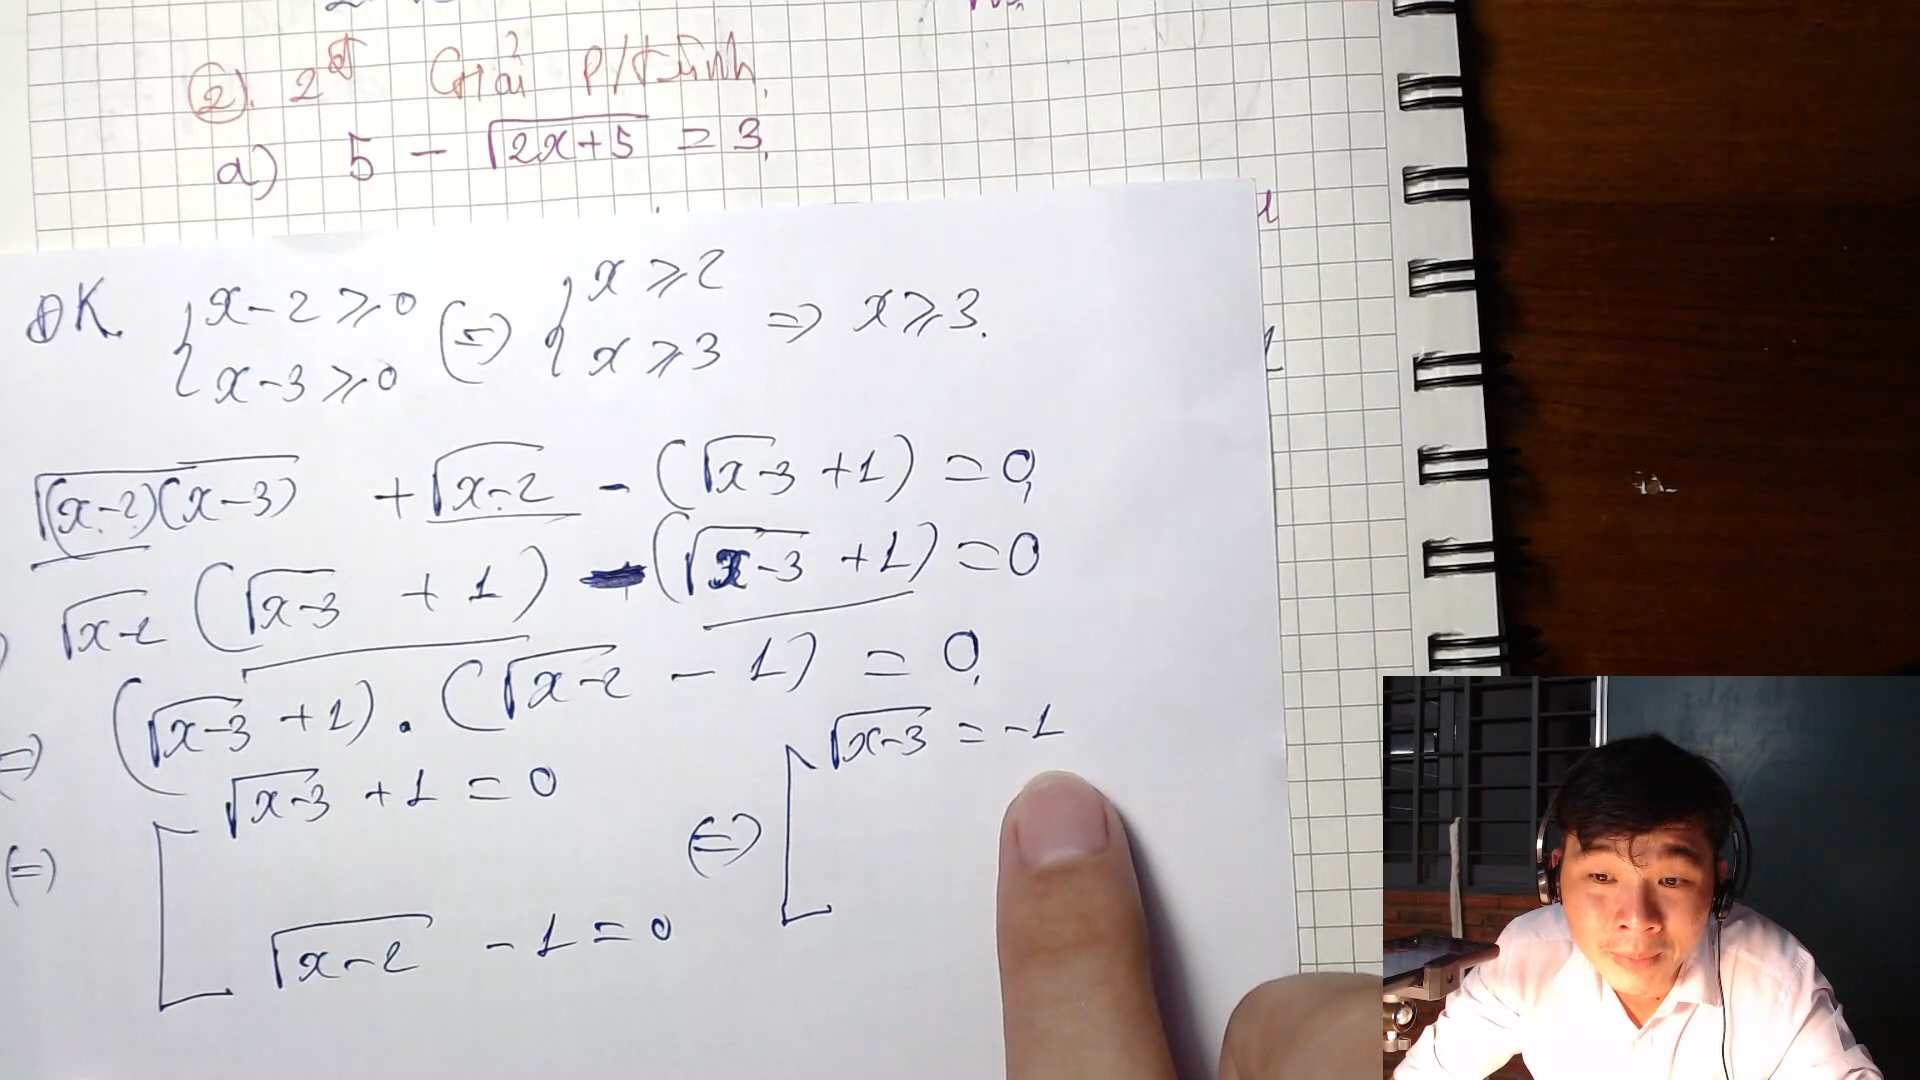 ②. 2đ Giải p/trình.
a) 5 - √(2x+5) = 3.
ĐK. { x-2 ≥ 0 (=) { x ≥ 2 => x ≥ 3.
x-3 ≥ 0 x ≥ 3
√((x-2)(x-3)) + √(x-2) - (√(x-3) + 1) = 0,
√(x-2) (√(x-3) + 1) - (√(x-3) + 1) = 0
(=) (√(x-3) + 1) . (√(x-2) - 1) = 0.
(=) [ √(x-3) + 1 = 0 (=) [ √(x-3) = -1
√(x-2) - 1 = 0